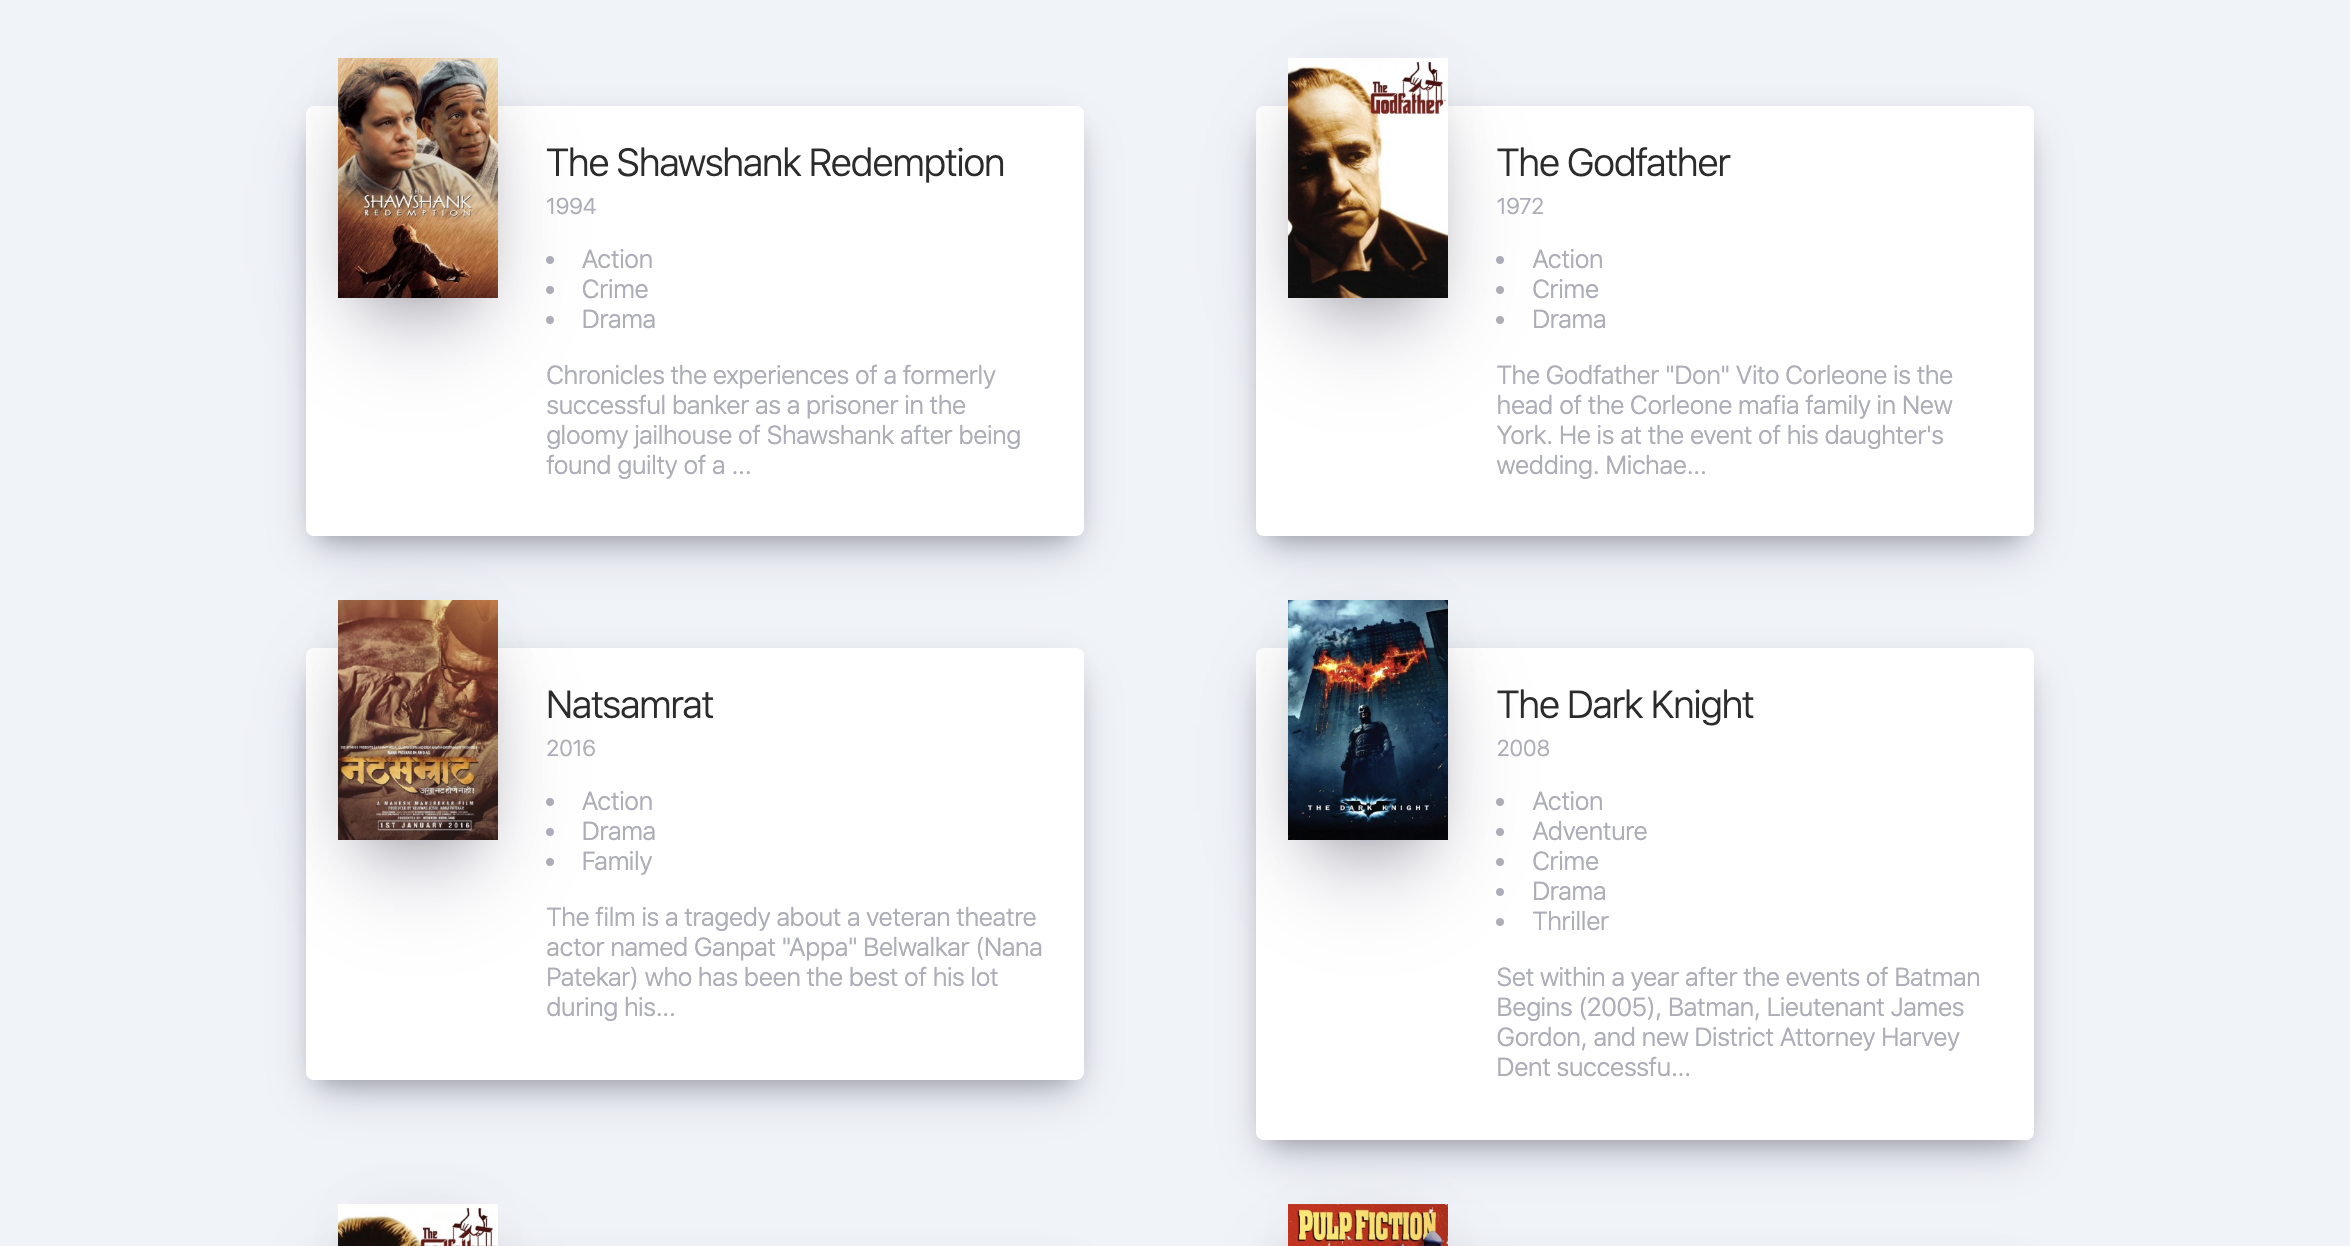 SHAWSHANK
REDEMPTION
The Shawshank Redemption
1994
• Action
• Crime
• Drama
Chronicles the experiences of a formerly
successful banker as a prisoner in the
gloomy jailhouse of Shawshank after being
found guilty of a ...
The
Godfather
The Godfather
1972
• Action
• Crime
• Drama
The Godfather "Don" Vito Corleone is the
head of the Corleone mafia family in New
York. He is at the event of his daughter's
wedding. Michae...
नटसम्राट
असा नट होणे नाही!
A MAHESH MANJREKAR FILM
1ST JANUARY 2016
Natsamrat
2016
• Action
• Drama
• Family
The film is a tragedy about a veteran theatre
actor named Ganpat "Appa" Belwalkar (Nana
Patekar) who has been the best of his lot
during his...
THE DARK KNIGHT
The Dark Knight
2008
• Action
• Adventure
• Crime
• Drama
• Thriller
Set within a year after the events of Batman
Begins (2005), Batman, Lieutenant James
Gordon, and new District Attorney Harvey
Dent successfu...
The
PULP FICTION